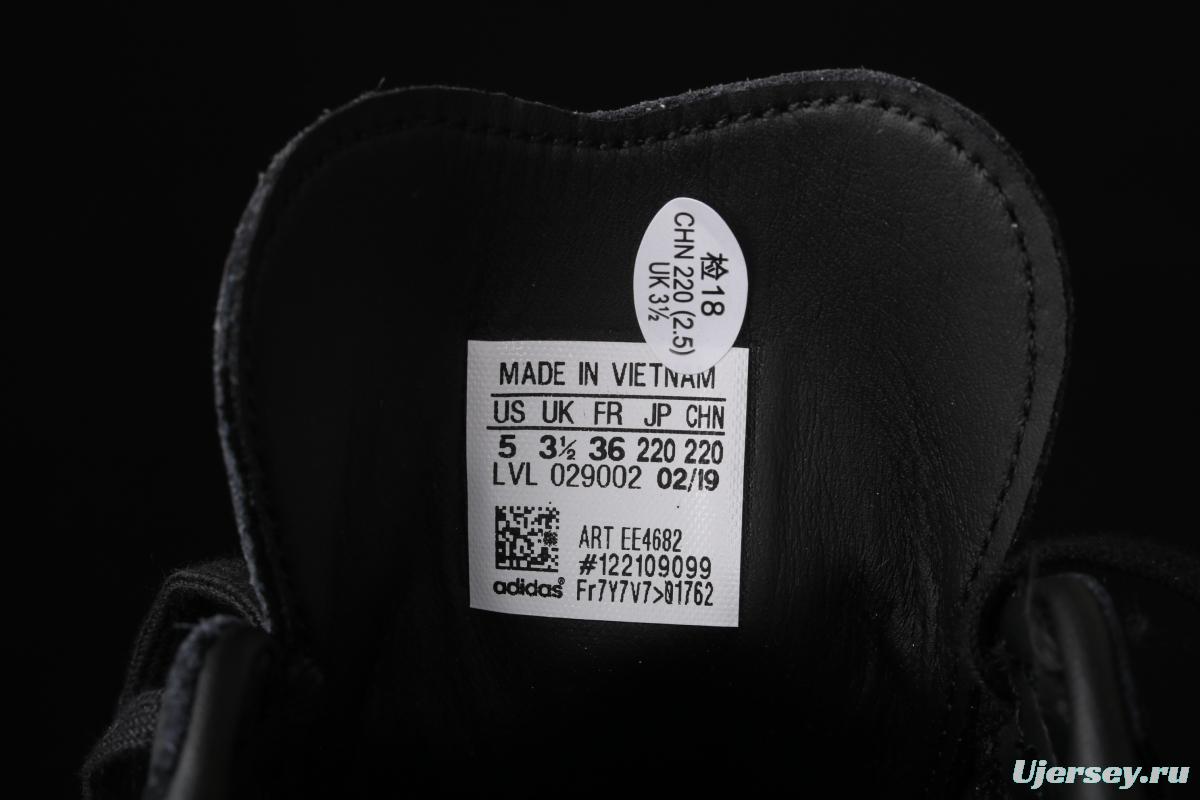 检18
CHN 220 (2.5)
UK 3½
MADE IN VIETNAM
US UK FR JP CHN
5 3½ 36 220 220
LVL 029002 02/19
ART EE4682
#122109099
adidas® Fr7Y7V7>01762
Ujersey.ru